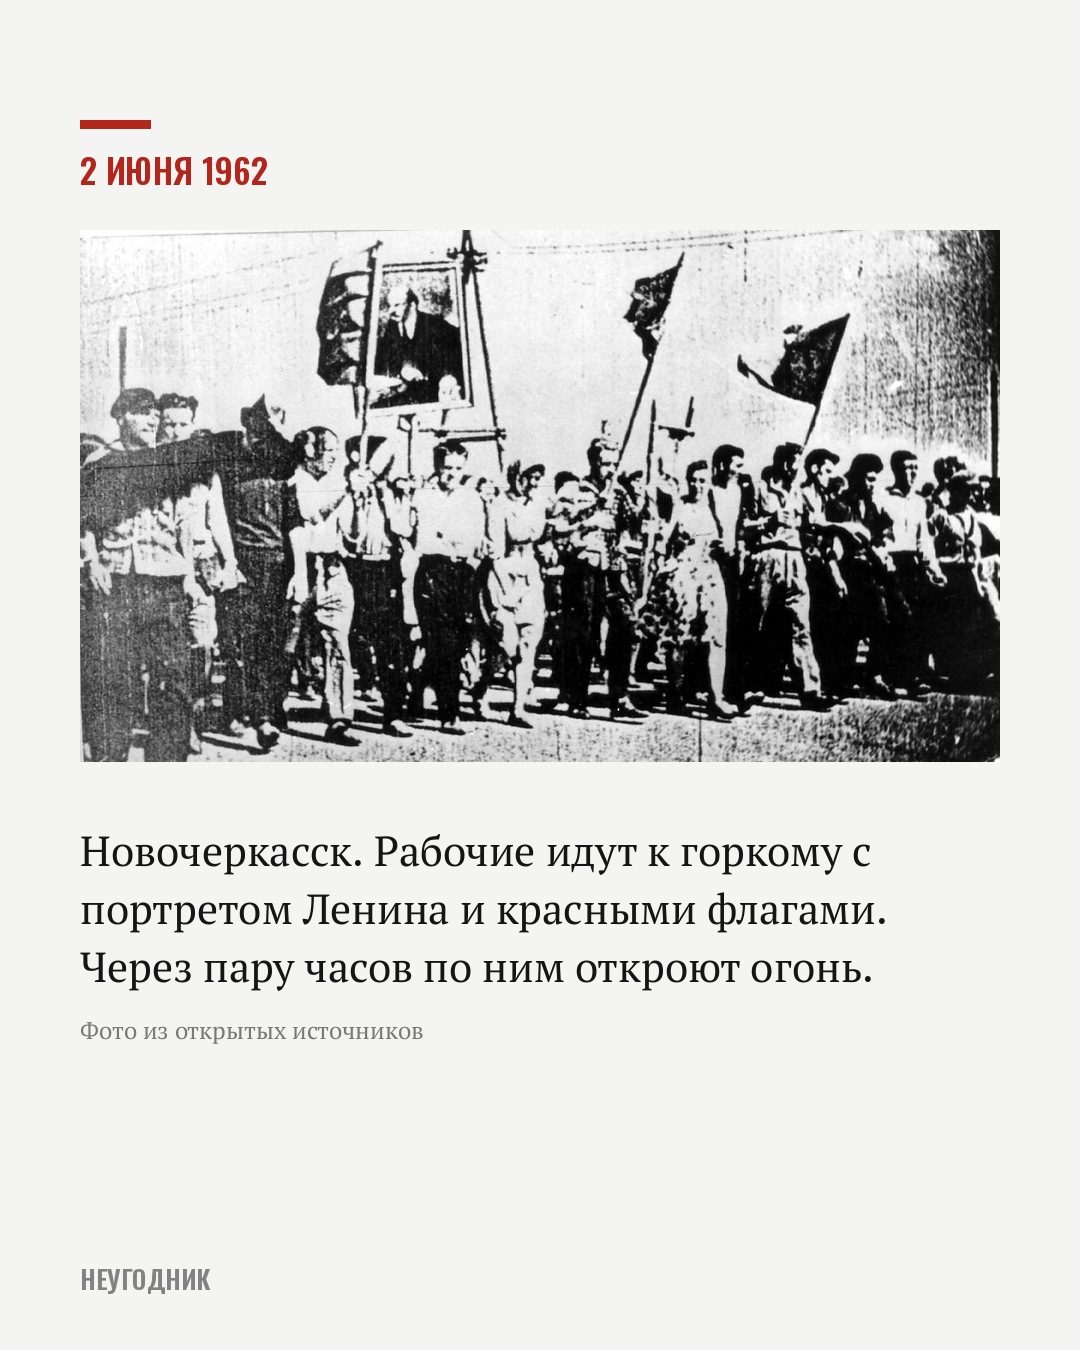 2 ИЮНЯ 1962
Новочеркасск. Рабочие идут к горкому с
портретом Ленина и красными флагами.
Через пару часов по ним откроют огонь.
Фото из открытых источников
НЕУГОДНИК